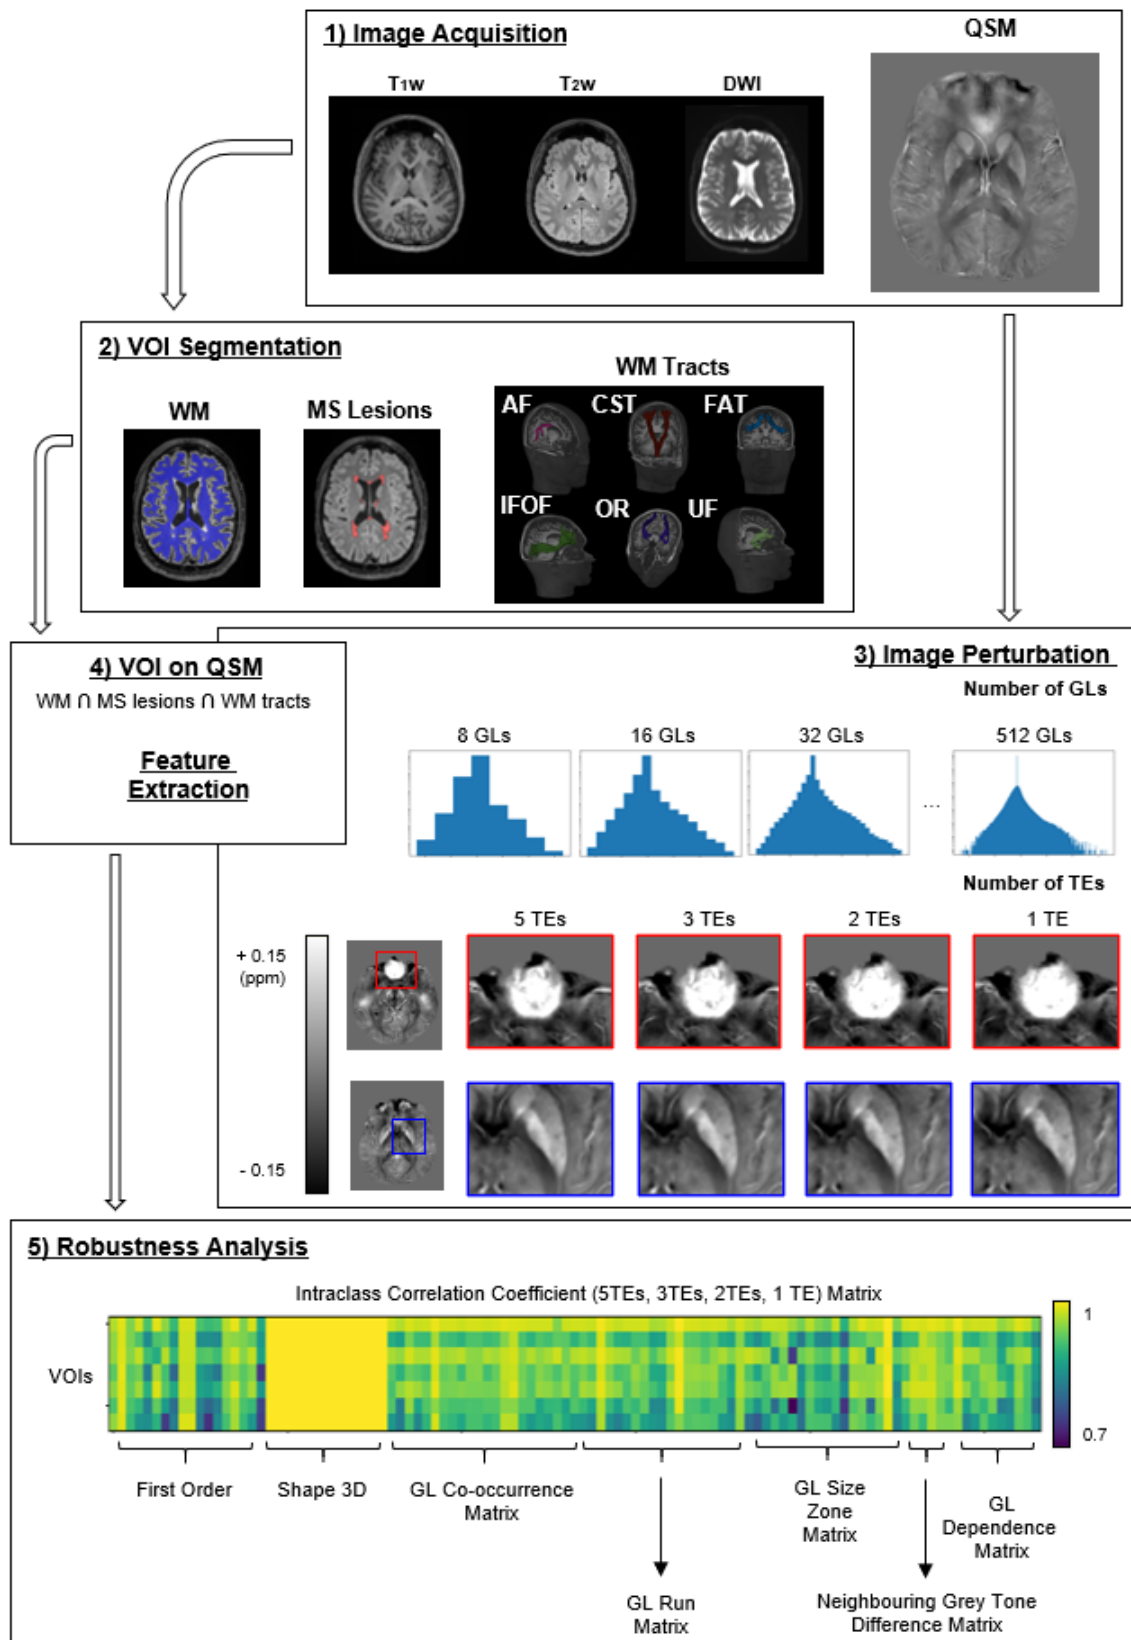 1) Image Acquisition
QSM
T1w
T2w
DWI
2) VOI Segmentation
WM
MS Lesions
WM Tracts
AF
CST
FAT
IFOF
OR
UF
3) Image Perturbation
Number of GLs
8 GLs
16 GLs
32 GLs
...
512 GLs
Number of TEs
5 TEs
3 TEs
2 TEs
1 TE
+ 0.15
(ppm)
- 0.15
4) VOI on QSM
WM ∩ MS lesions ∩ WM tracts
Feature
Extraction
5) Robustness Analysis
Intraclass Correlation Coefficient (5TEs, 3TEs, 2TEs, 1 TE) Matrix
VOIs
1
0.7
First Order
Shape 3D
GL Co-occurrence
Matrix
GL Run
Matrix
GL Size
Zone
Matrix
Neighbouring Grey Tone
Difference Matrix
GL
Dependence
Matrix